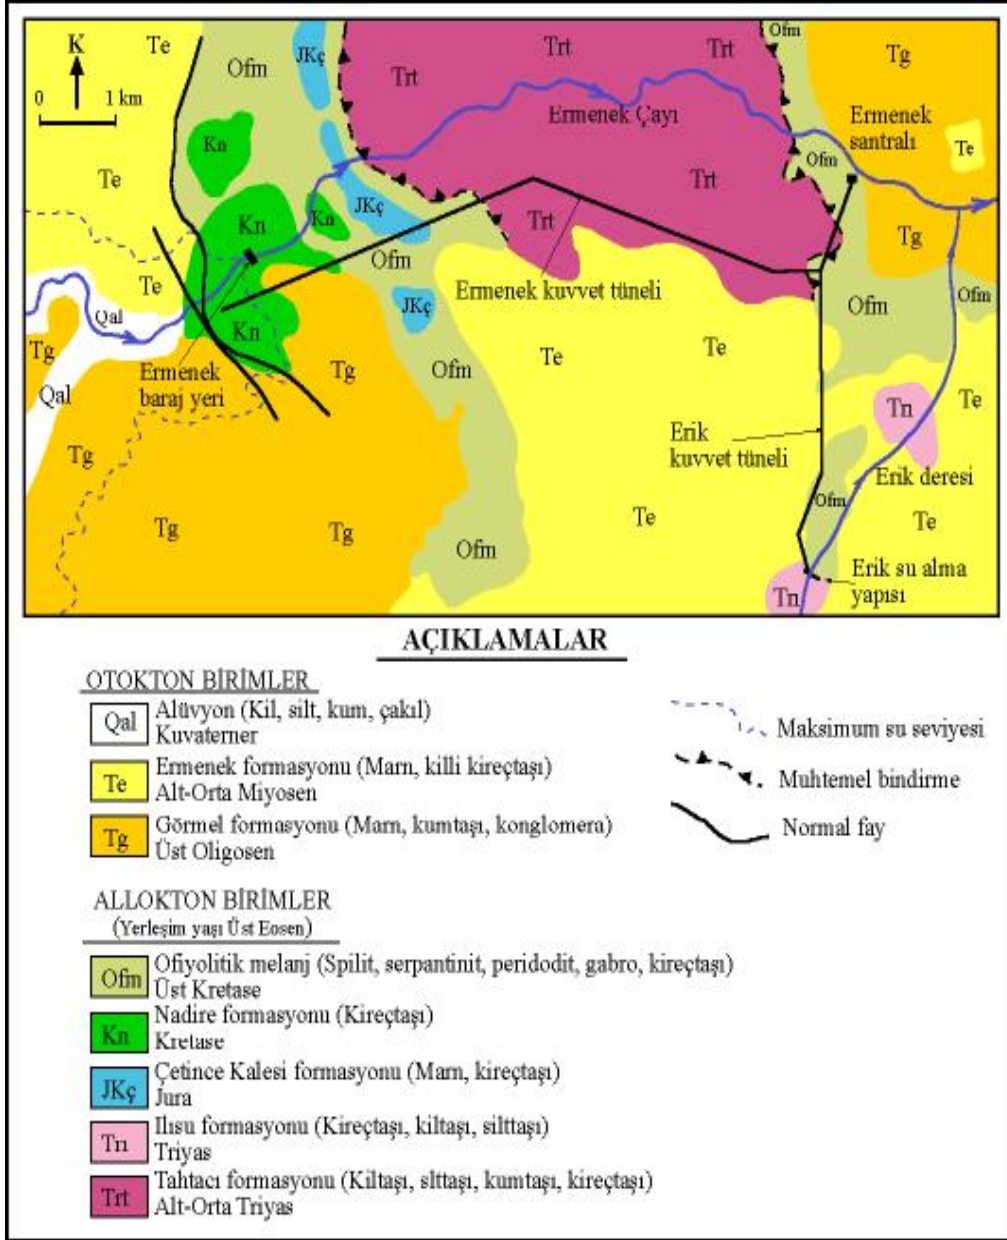 K
0 1 km
Te
Ofm
JKç
Trt
Trt
Trt
Ofm
Tg
Ermenek Çayı
Ermenek
santralı
Te
Kn
Te
Ofm
Trt
Kn
Kn
JKç
Trt
Tg
Ofm
Te
Ermenek kuvvet tüneli
JKç
Ofm
Ofm
Qal
Kn
Tg
Ermenek
baraj yeri
Tg
Te
Te
Ofm
Qal
Tn
Te
Tg
Erik
kuvvet tüneli
Erik deresi
Ofm
Tg
Tg
Te
Te
Ofm
Erik su alma
yapısı
Tn
AÇIKLAMALAR
OTOKTON BİRİMLER
Qal Alüvyon (Kil, silt, kum, çakıl)
Kuvaterner
Te Ermenek formasyonu (Marn, killi kireçtaşı)
Alt-Orta Miyosen
Tg Görmel formasyonu (Marn, kumtaşı, konglomera)
Üst Oligosen
Maksimum su seviyesi
Muhtemel bindirme
Normal fay
ALLOKTON BİRİMLER
(Yerleşim yaşı Üst Eosen)
Ofm Ofiyolitik melanj (Spilit, serpantinit, peridodit, gabro, kireçtaşı)
Üst Kretase
Kn Nadire formasyonu (Kireçtaşı)
Kretase
JKç Çetince Kalesi formasyonu (Marn, kireçtaşı)
Jura
Tn Ilısu formasyonu (Kireçtaşı, kiltaşı, silttaşı)
Triyas
Trt Tahtacı formasyonu (Kiltaşı, slttaşı, kumtaşı, kireçtaşı)
Alt-Orta Triyas